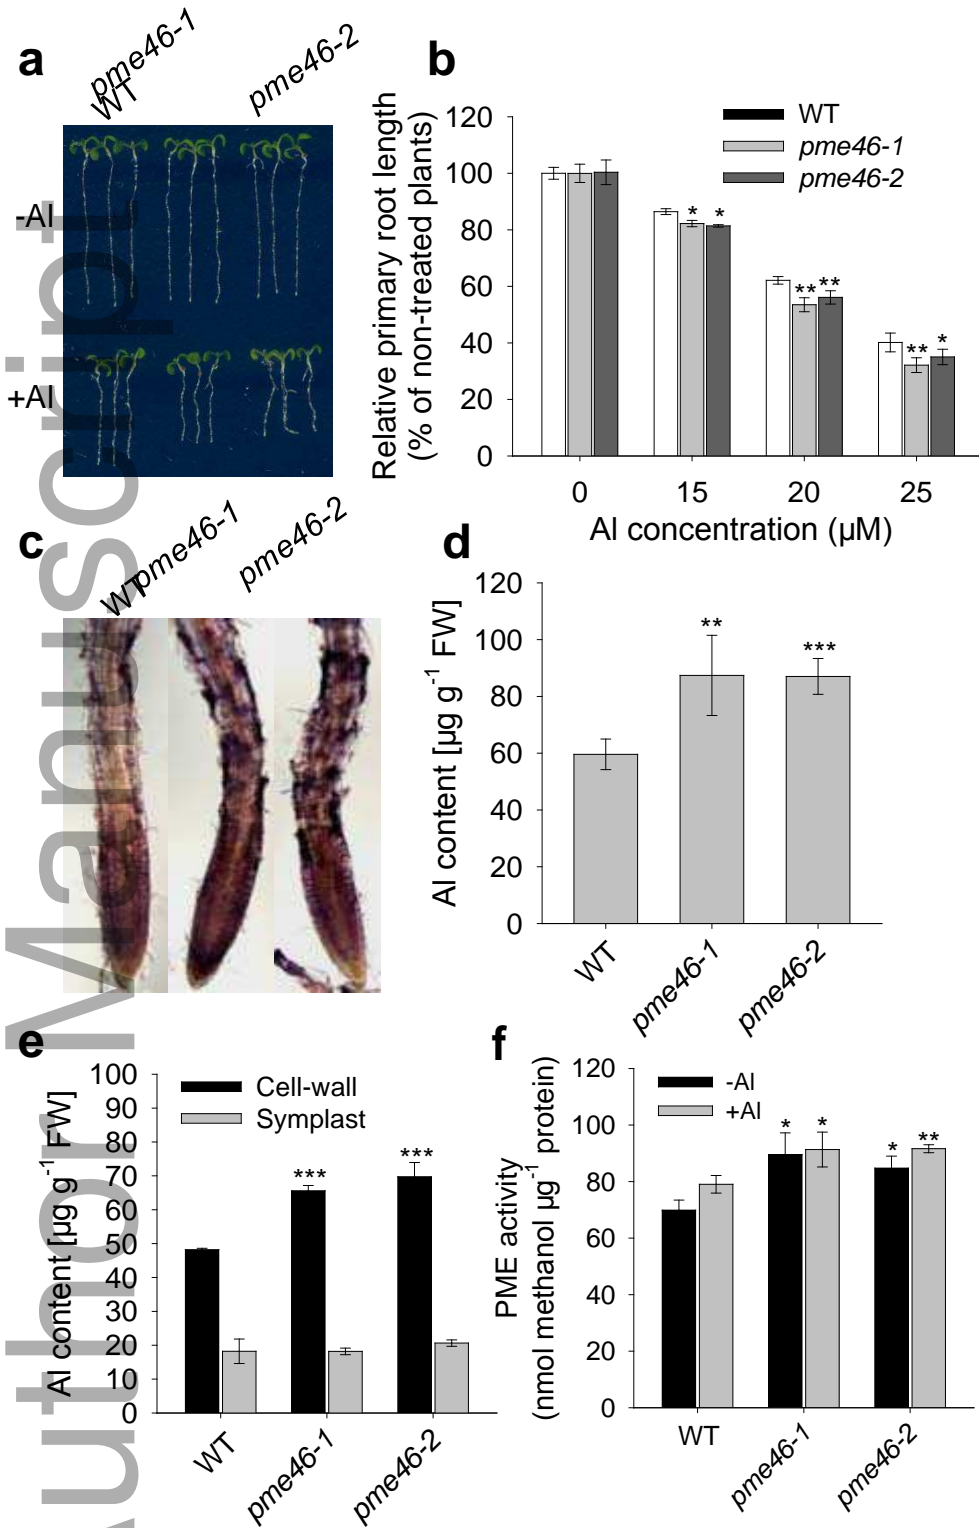 a
pme46-1
WT
pme46-2
-Al
+Al
b
WT
pme46-1
pme46-2
Relative primary root length
(% of non-treated plants)
120
100
80
60
40
20
0
* *
** **
** *
0 15 20 25
Al concentration (µM)
c
WT
pme46-1
pme46-2
d
Al content [µg g-1 FW]
120
100
80
60
40
20
0
**
***
WT
pme46-1
pme46-2
e
Cell-wall
Symplast
Al content [µg g-1 FW]
100
90
80
70
60
50
40
30
20
10
0
***
***
WT
pme46-1
pme46-2
f
-Al
+Al
PME activity
(nmol methanol µg-1 protein)
120
100
80
60
40
20
0
* *
* **
WT
pme46-1
pme46-2
Author Manuscript